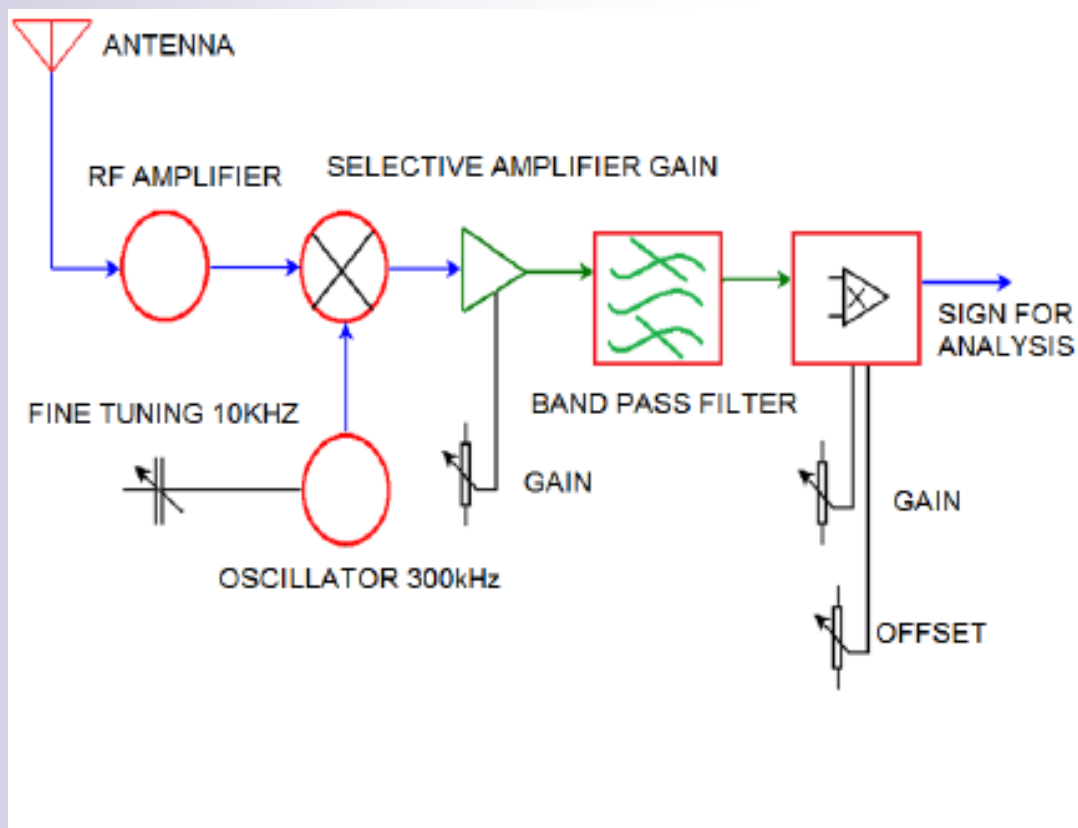 ANTENNA
RF AMPLIFIER
SELECTIVE AMPLIFIER GAIN
SIGN FOR
ANALYSIS
BAND PASS FILTER
FINE TUNING 10KHZ
GAIN
GAIN
OSCILLATOR 300kHz
OFFSET